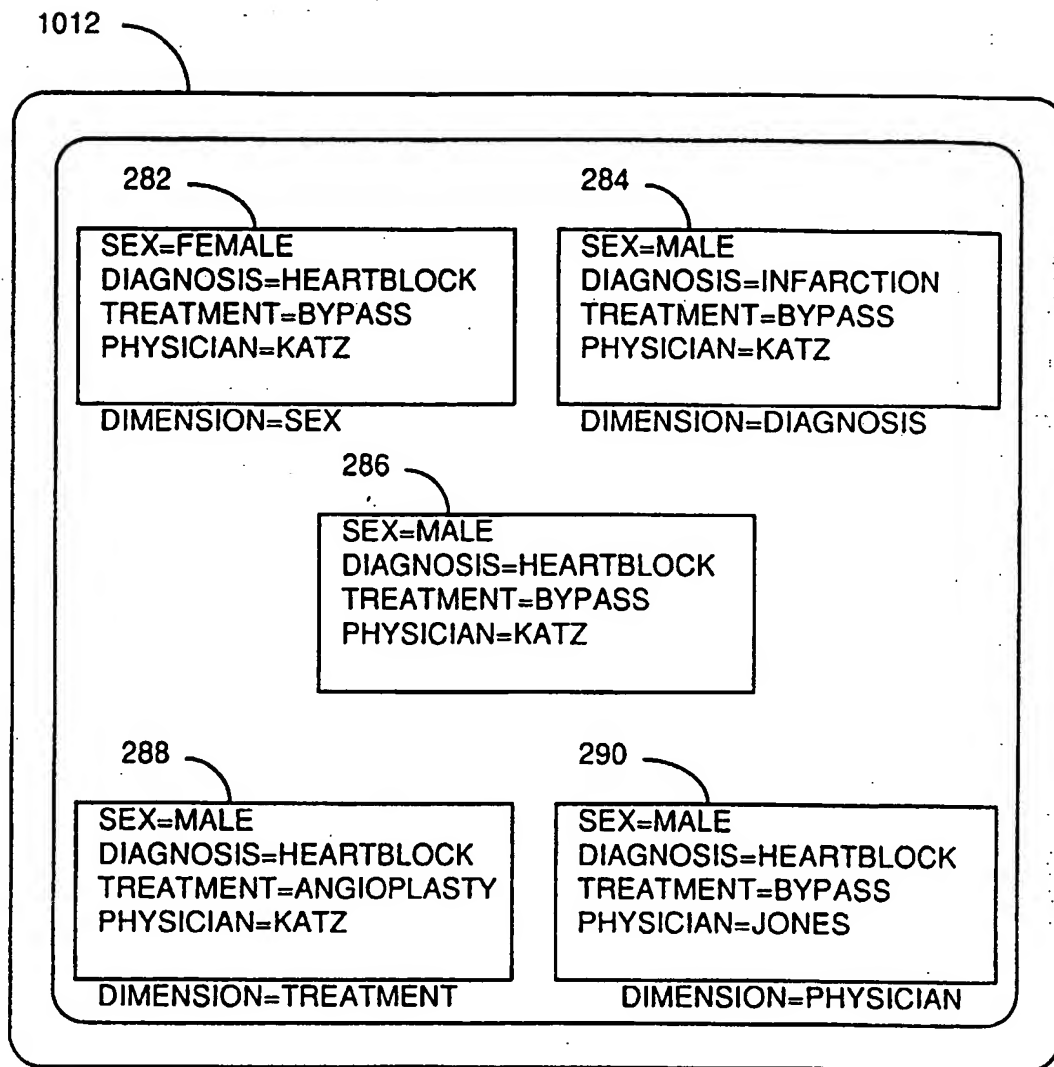 1012
282
SEX=FEMALE
DIAGNOSIS=HEARTBLOCK
TREATMENT=BYPASS
PHYSICIAN=KATZ
DIMENSION=SEX
284
SEX=MALE
DIAGNOSIS=INFARCTION
TREATMENT=BYPASS
PHYSICIAN=KATZ
DIMENSION=DIAGNOSIS
286
SEX=MALE
DIAGNOSIS=HEARTBLOCK
TREATMENT=BYPASS
PHYSICIAN=KATZ
288
SEX=MALE
DIAGNOSIS=HEARTBLOCK
TREATMENT=ANGIOPLASTY
PHYSICIAN=KATZ
DIMENSION=TREATMENT
290
SEX=MALE
DIAGNOSIS=HEARTBLOCK
TREATMENT=BYPASS
PHYSICIAN=JONES
DIMENSION=PHYSICIAN